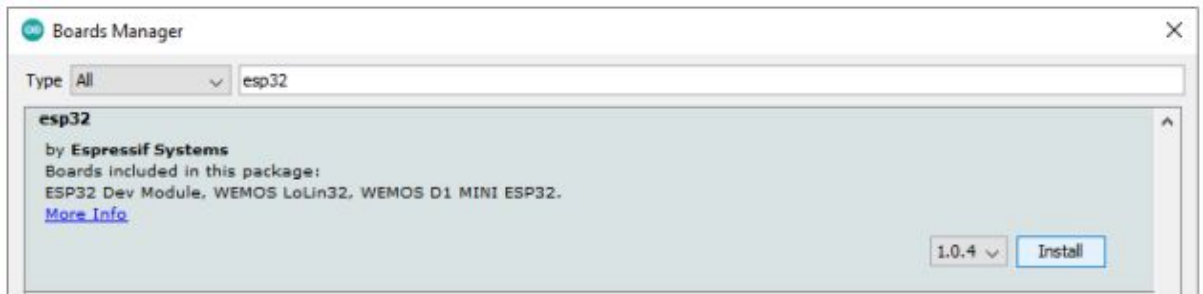 Boards Manager
Type All esp32
esp32
by Espressif Systems
Boards included in this package:
ESP32 Dev Module, WEMOS LoLin32, WEMOS D1 MINI ESP32.
More Info
1.0.4 Install